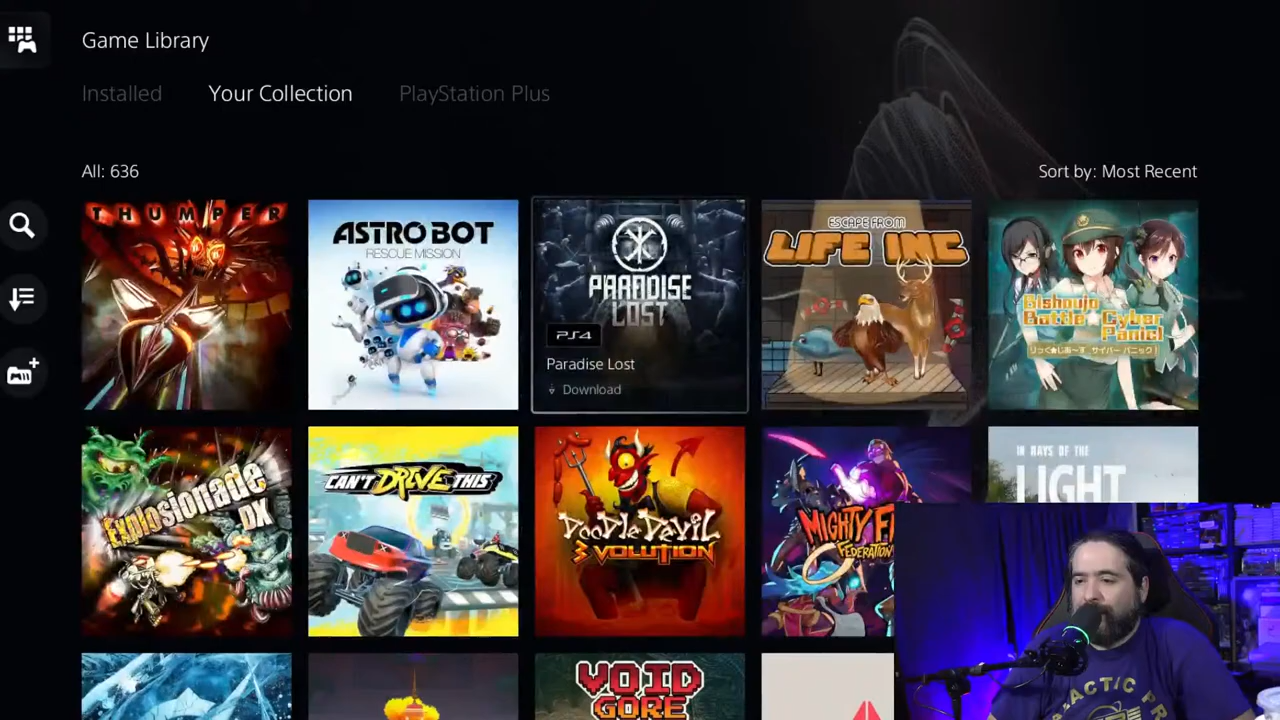 Game Library
Installed
Your Collection
PlayStation Plus
All: 636
Sort by: Most Recent
THUMPER
ASTRO BOT
RESCUE MISSION
PARADISE
LOST
PS4
Paradise Lost
Download
ESCAPE FROM
LIFE INC
Bishoujo
Battle Cyber
Panic!
Explosionade
DX
CAN'T DRIVE THIS
DOODLE DEVIL
3VOLUTION
MIGHTY FI
FEDERATION
IN RAYS OF THE
LIGHT
VOID
GORE